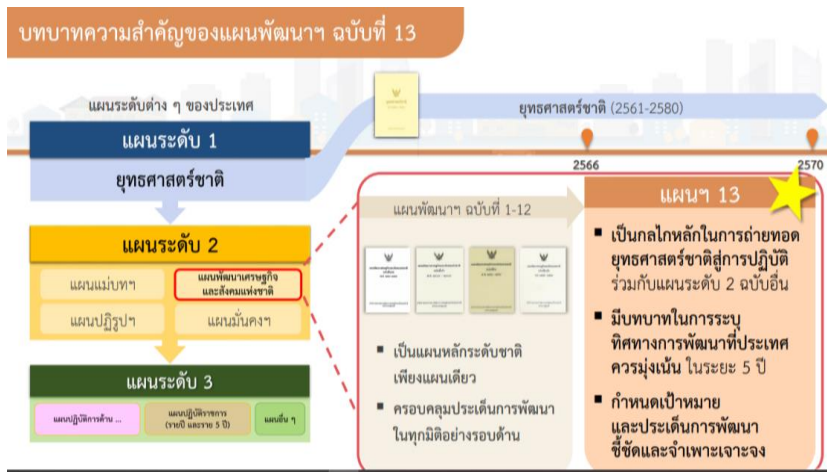 บทบาทความสำคัญของแผนพัฒนาฯ ฉบับที่ 13
แผนระดับต่าง ๆ ของประเทศ
แผนระดับ 1
ยุทธศาสตร์ชาติ
แผนระดับ 2
แผนแม่บทฯ
แผนพัฒนาเศรษฐกิจ
และสังคมแห่งชาติ
แผนปฏิรูปฯ
แผนมั่นคงฯ
แผนระดับ 3
แผนปฏิบัติการด้าน ...
แผนปฏิบัติราชการ
(รายปี และราย 5 ปี)
แผนอื่น ๆ
ยุทธศาสตร์ชาติ (2561-2580)
2566
2570
แผนพัฒนาฯ ฉบับที่ 1-12
▪ เป็นแผนหลักระดับชาติ
เพียงแผนเดียว
▪ ครอบคลุมประเด็นการพัฒนา
ในทุกมิติอย่างรอบด้าน
แผนฯ 13
▪ เป็นกลไกหลักในการถ่ายทอด
ยุทธศาสตร์ชาติสู่การปฏิบัติ
ร่วมกับแผนระดับ 2 ฉบับอื่น
▪ มีบทบาทในการระบุ
ทิศทางการพัฒนาที่ประเทศ
ควรมุ่งเน้น ในระยะ 5 ปี
▪ กำหนดเป้าหมาย
และประเด็นการพัฒนา
ชี้ชัดและจำเพาะเจาะจง